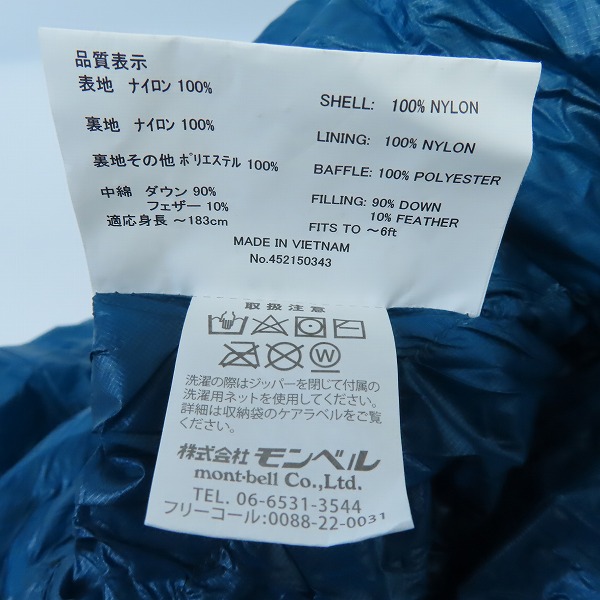 品質表示
表地 ナイロン 100%
裏地 ナイロン 100%
裏地その他 ポリエステル 100%
中綿 ダウン 90%
フェザー 10%
適応身長 ～183cm
SHELL: 100% NYLON
LINING: 100% NYLON
BAFFLE: 100% POLYESTER
FILLING: 90% DOWN
10% FEATHER
FITS TO ～6ft
MADE IN VIETNAM
No.452150343
取扱注意
W
洗濯の際はジッパーを閉じて付属の
洗濯用ネットを使用してください。
詳細は収納袋のケアラベルをご覧
ください。
株式会社 モンベル
mont-bell Co.,Ltd.
TEL. 06-6531-3544
フリーコール:0088-22-0031